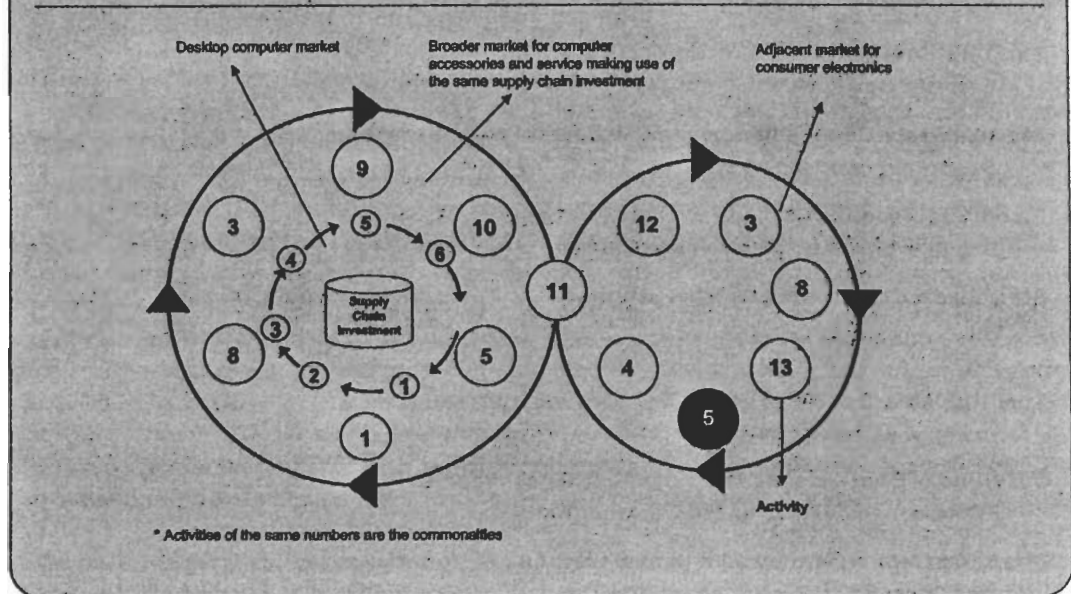 Desktop computer market
Broader market for computer
accessories and service making use of
the same supply chain investment
Adjacent market for
consumer electronics
9
3
5
10
12
3
4
6
Supply
Chain
Investment
11
8
8
3
5
4
13
2
1
5
1
Activity
* Activities of the same numbers are the commonalties